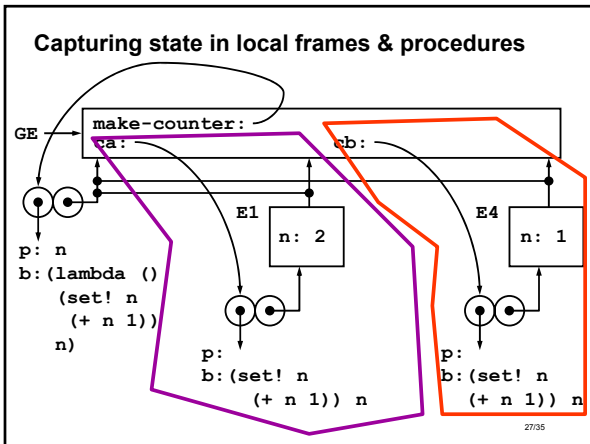 Capturing state in local frames & procedures
make-counter:
GE
ca:
cb:
E1
n: 2
E4
n: 1
p: n
b:(lambda ()
(set! n
(+ n 1))
n)
p:
b:(set! n
(+ n 1)) n
p:
b:(set! n
(+ n 1)) n
27/35